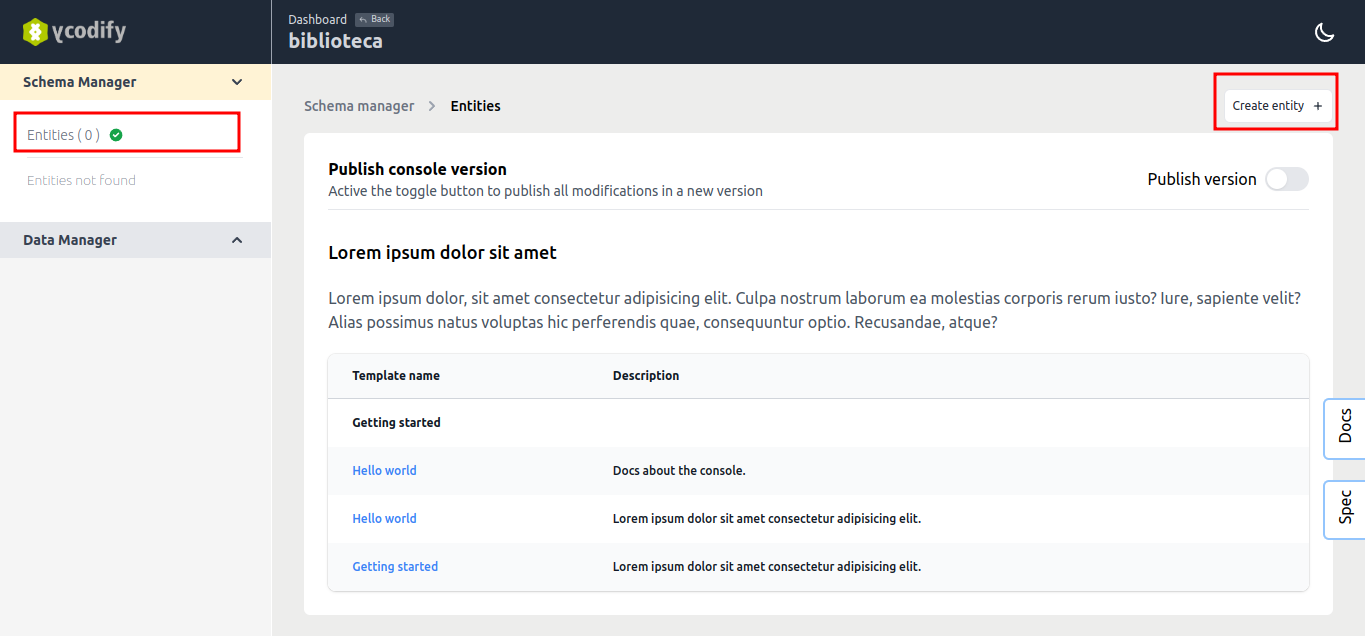 ycodify
Dashboard Back
biblioteca
Schema Manager
Entities ( 0 )
Entities not found
Data Manager
Schema manager > Entities
Create entity +
Publish console version
Active the toggle button to publish all modifications in a new version
Publish version
Lorem ipsum dolor sit amet
Lorem ipsum dolor, sit amet consectetur adipisicing elit. Culpa nostrum laborum ea molestias corporis rerum iusto? Iure, sapiente velit?
Alias possimus natus voluptas hic perferendis quae, consequuntur optio. Recusandae, atque?
Template name Description
Getting started
Hello world Docs about the console.
Hello world Lorem ipsum dolor sit amet consectetur adipisicing elit.
Getting started Lorem ipsum dolor sit amet consectetur adipisicing elit.
Docs
Spec